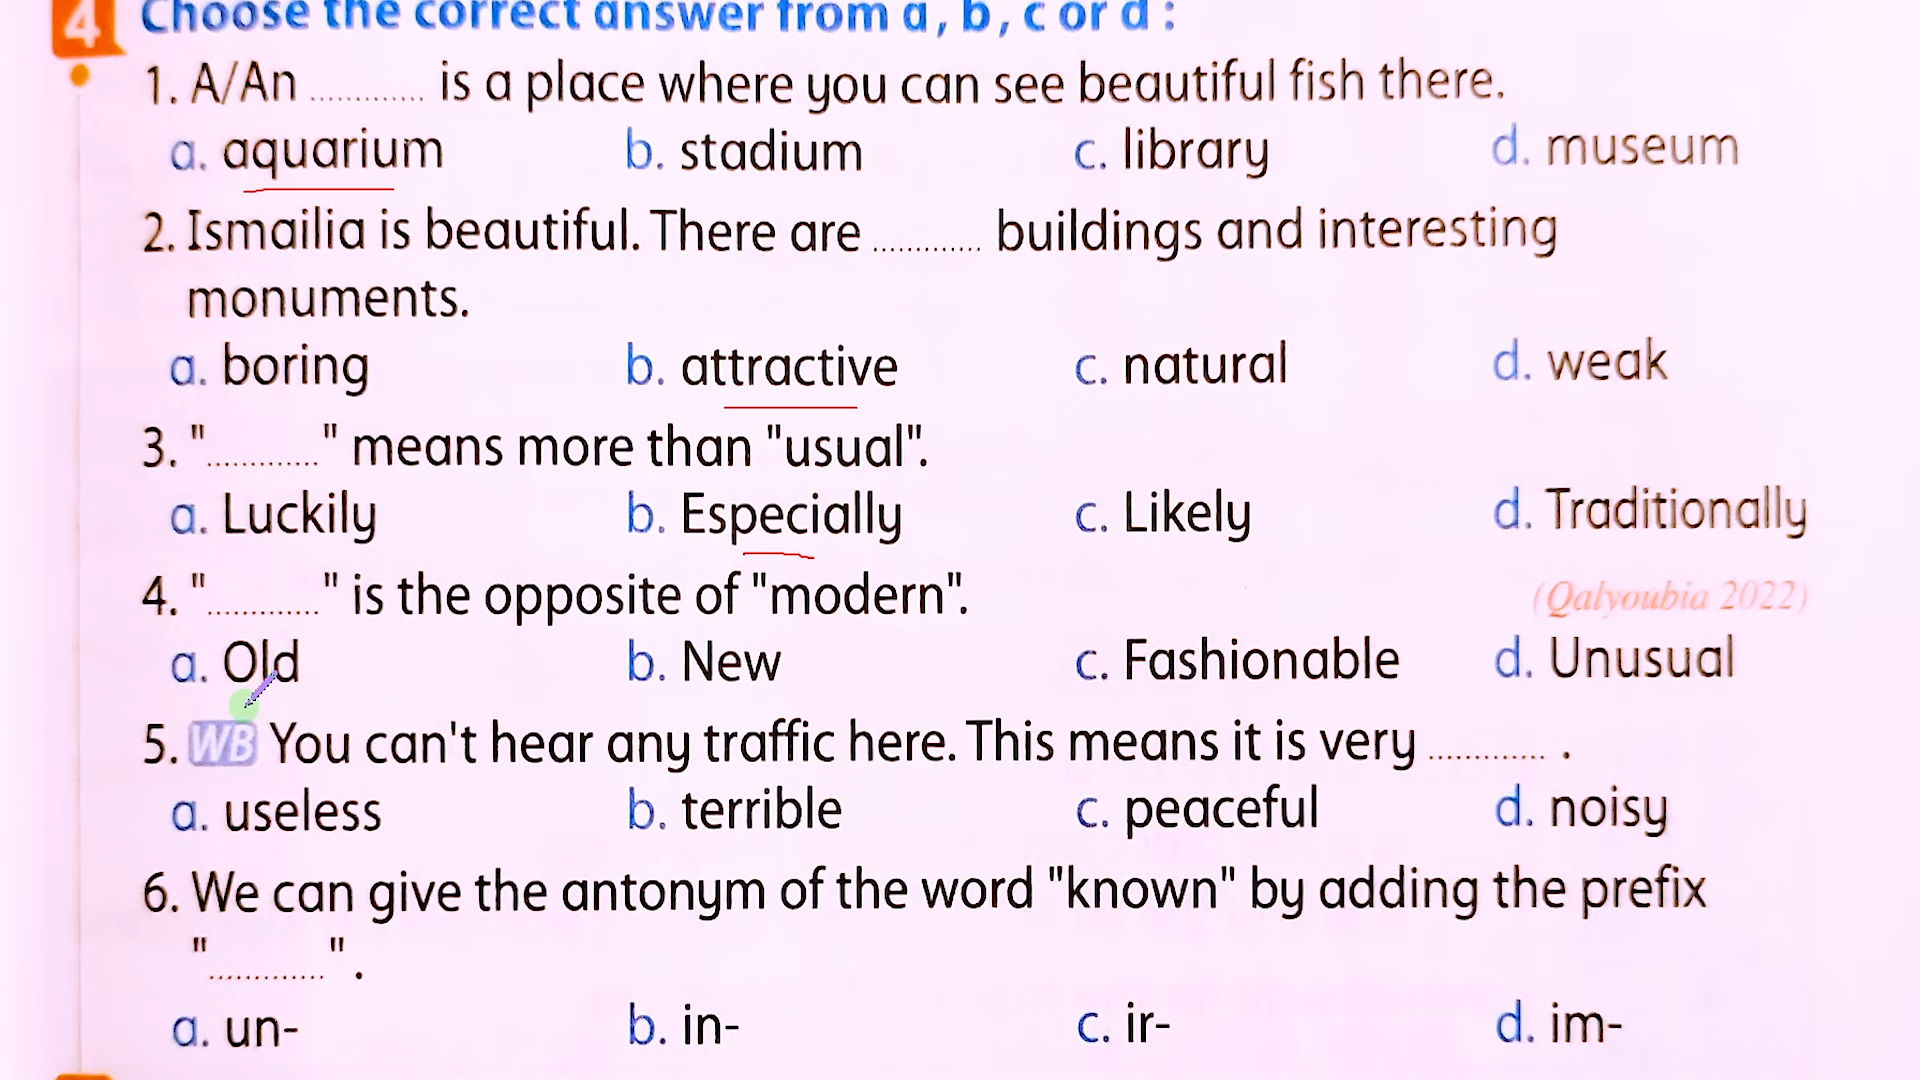 4 Choose the correct answer from a, b, c or d :
1. A/An ............ is a place where you can see beautiful fish there.
a. aquarium b. stadium c. library d. museum
2. Ismailia is beautiful. There are ............ buildings and interesting
monuments.
a. boring b. attractive c. natural d. weak
3. "............" means more than "usual".
a. Luckily b. Especially c. Likely d. Traditionally
4. "............" is the opposite of "modern". (Qalyoubia 2022)
a. Old b. New c. Fashionable d. Unusual
5. WB You can't hear any traffic here. This means it is very ............ .
a. useless b. terrible c. peaceful d. noisy
6. We can give the antonym of the word "known" by adding the prefix
"............" .
a. un- b. in- c. ir- d. im-